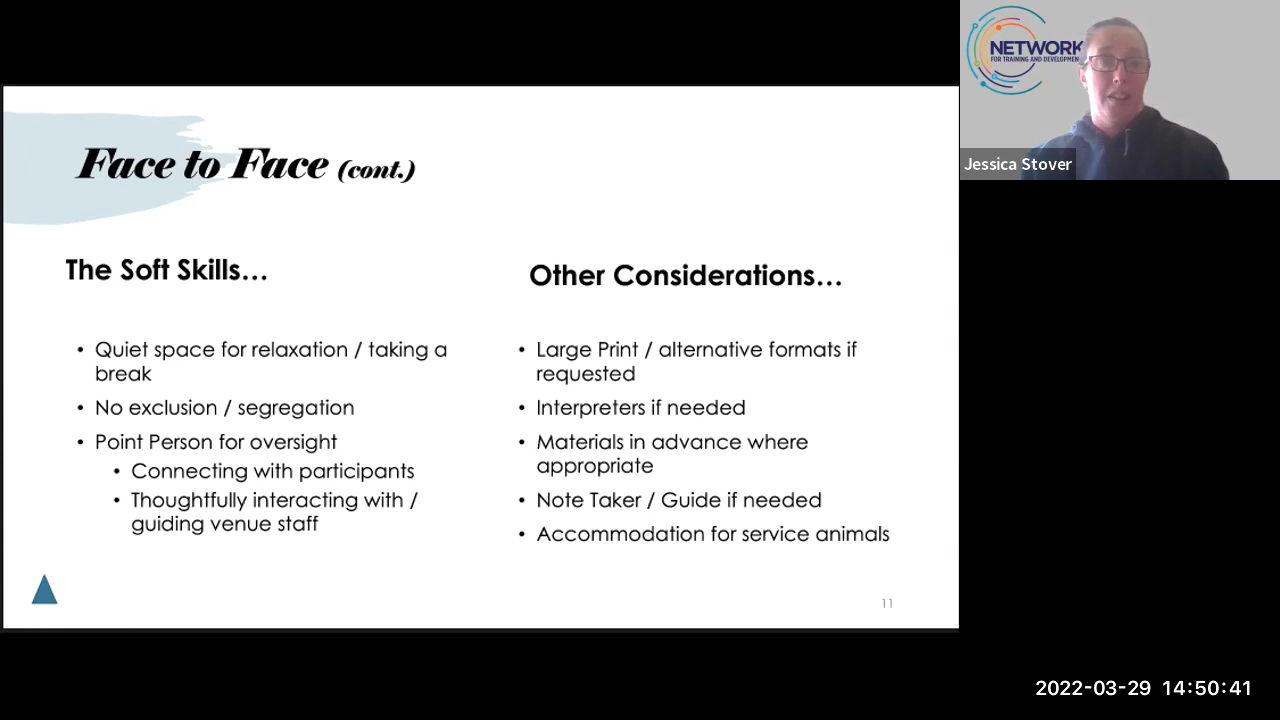 NETWORK
FOR TRAINING AND DEVELOPMENT
Jessica Stover
Face to Face (cont.)
The Soft Skills...
• Quiet space for relaxation / taking a
break
• No exclusion / segregation
• Point Person for oversight
• Connecting with participants
• Thoughtfully interacting with /
guiding venue staff
Other Considerations...
• Large Print / alternative formats if
requested
• Interpreters if needed
• Materials in advance where
appropriate
• Note Taker / Guide if needed
• Accommodation for service animals
11
2022-03-29 14:50:41